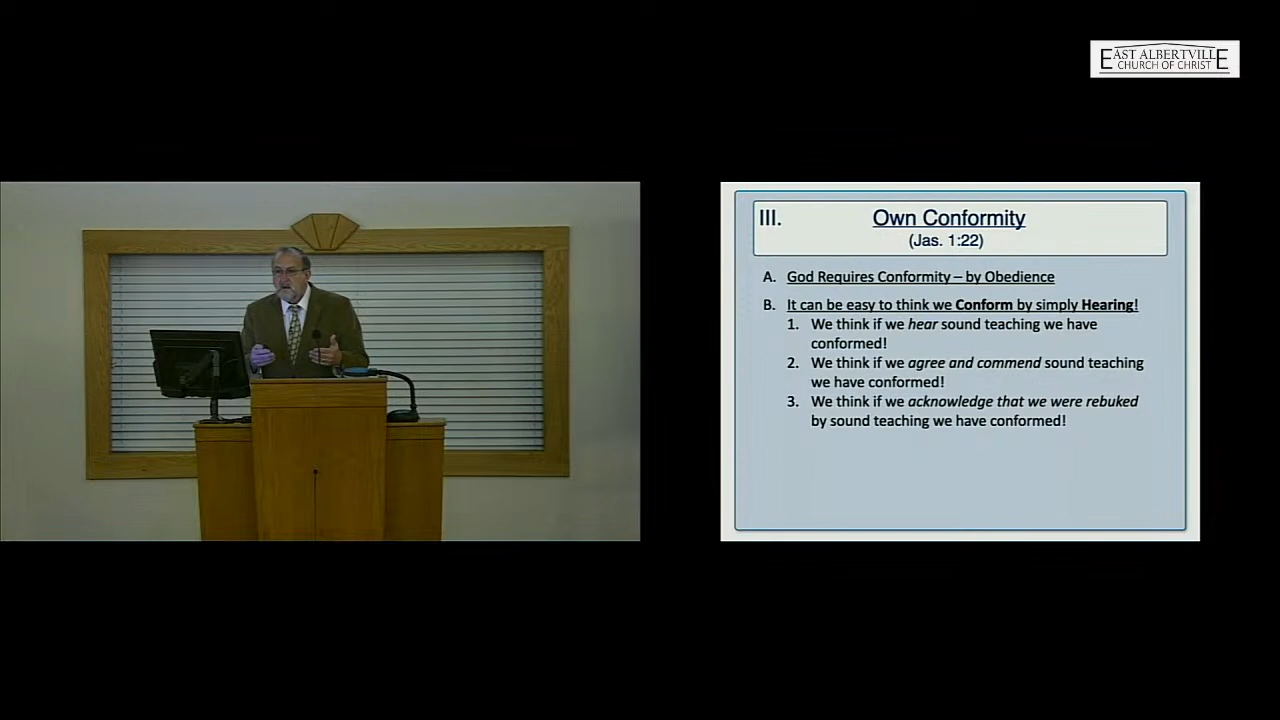 EAST ALBERTVILLE
CHURCH OF CHRIST
III. Own Conformity
(Jas. 1:22)
A. God Requires Conformity – by Obedience
B. It can be easy to think we Conform by simply Hearing!
1. We think if we hear sound teaching we have
conformed!
2. We think if we agree and commend sound teaching
we have conformed!
3. We think if we acknowledge that we were rebuked
by sound teaching we have conformed!